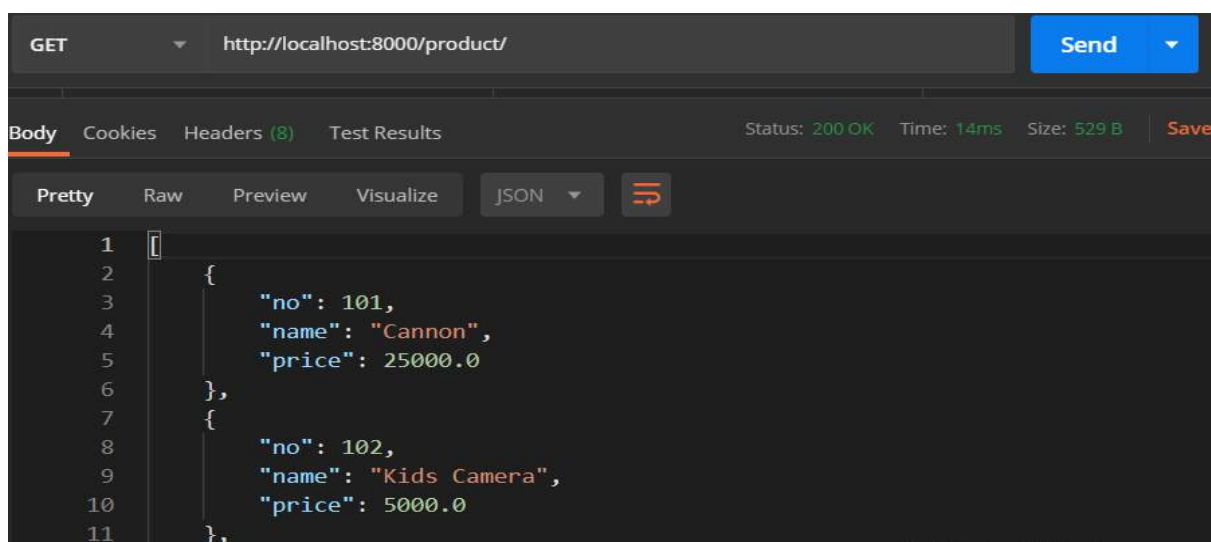 GET http://localhost:8000/product/ Send
Body Cookies Headers (8) Test Results Status: 200 OK Time: 14ms Size: 529 B Save
Pretty Raw Preview Visualize JSON
1 [
2 {
3 "no": 101,
4 "name": "Cannon",
5 "price": 25000.0
6 },
7 {
8 "no": 102,
9 "name": "Kids Camera",
10 "price": 5000.0
11 },